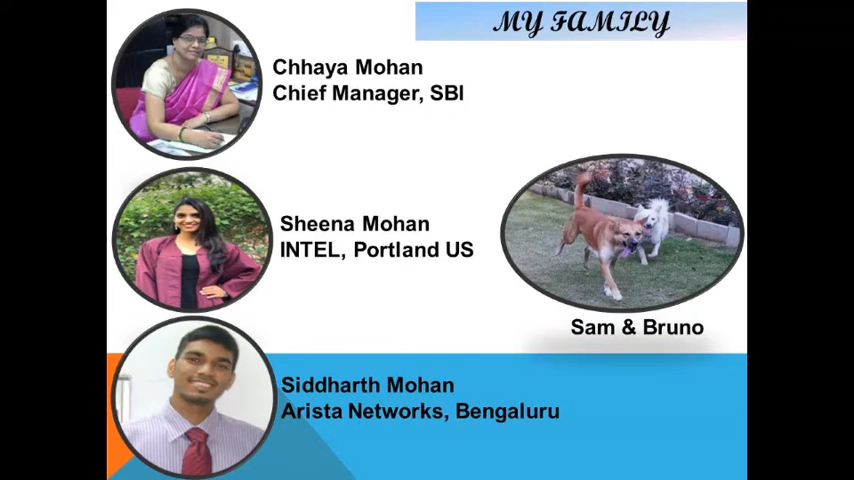 MY FAMILY
Chhaya Mohan
Chief Manager, SBI
Sheena Mohan
INTEL, Portland US
Sam & Bruno
Siddharth Mohan
Arista Networks, Bengaluru